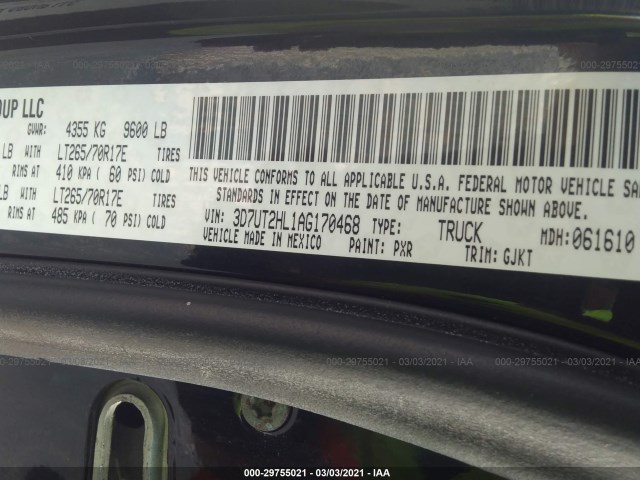 OUP LLC
GVWR: 4355 KG 9600 LB
LB WITH LT265/70R17E TIRES
RIMS AT 410 KPA ( 60 PSI) COLD
LB WITH LT265/70R17E TIRES
RIMS AT 485 KPA ( 70 PSI) COLD
THIS VEHICLE CONFORMS TO ALL APPLICABLE U.S.A. FEDERAL MOTOR VEHICLE SA
STANDARDS IN EFFECT ON THE DATE OF MANUFACTURE SHOWN ABOVE.
VIN: 3D7UT2HL1AG170468 TYPE: TRUCK MDH: 061610
VEHICLE MADE IN MEXICO PAINT: PXR TRIM: GJKT
000-29755021 — 03/03/2021 — IAA
000-29755021 — 03/03/2021 — IAA
000-29755021 — 03/03/2021 — IAA
000-29755021 — 03/03/2021 — IAA